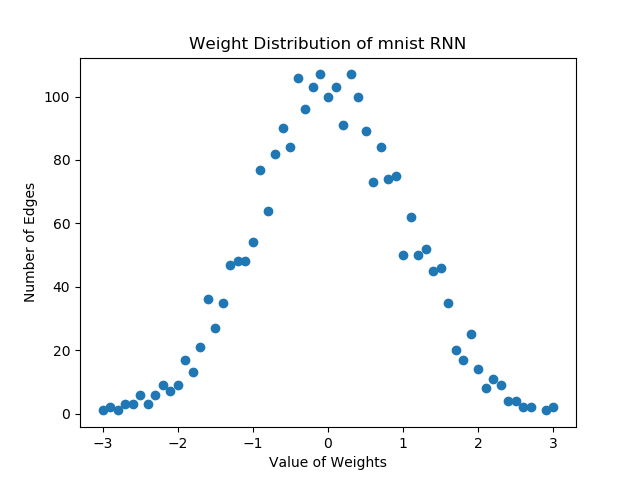 Weight Distribution of mnist RNN
Number of Edges
100
80
60
40
20
0
−3 −2 −1 0 1 2 3
Value of Weights